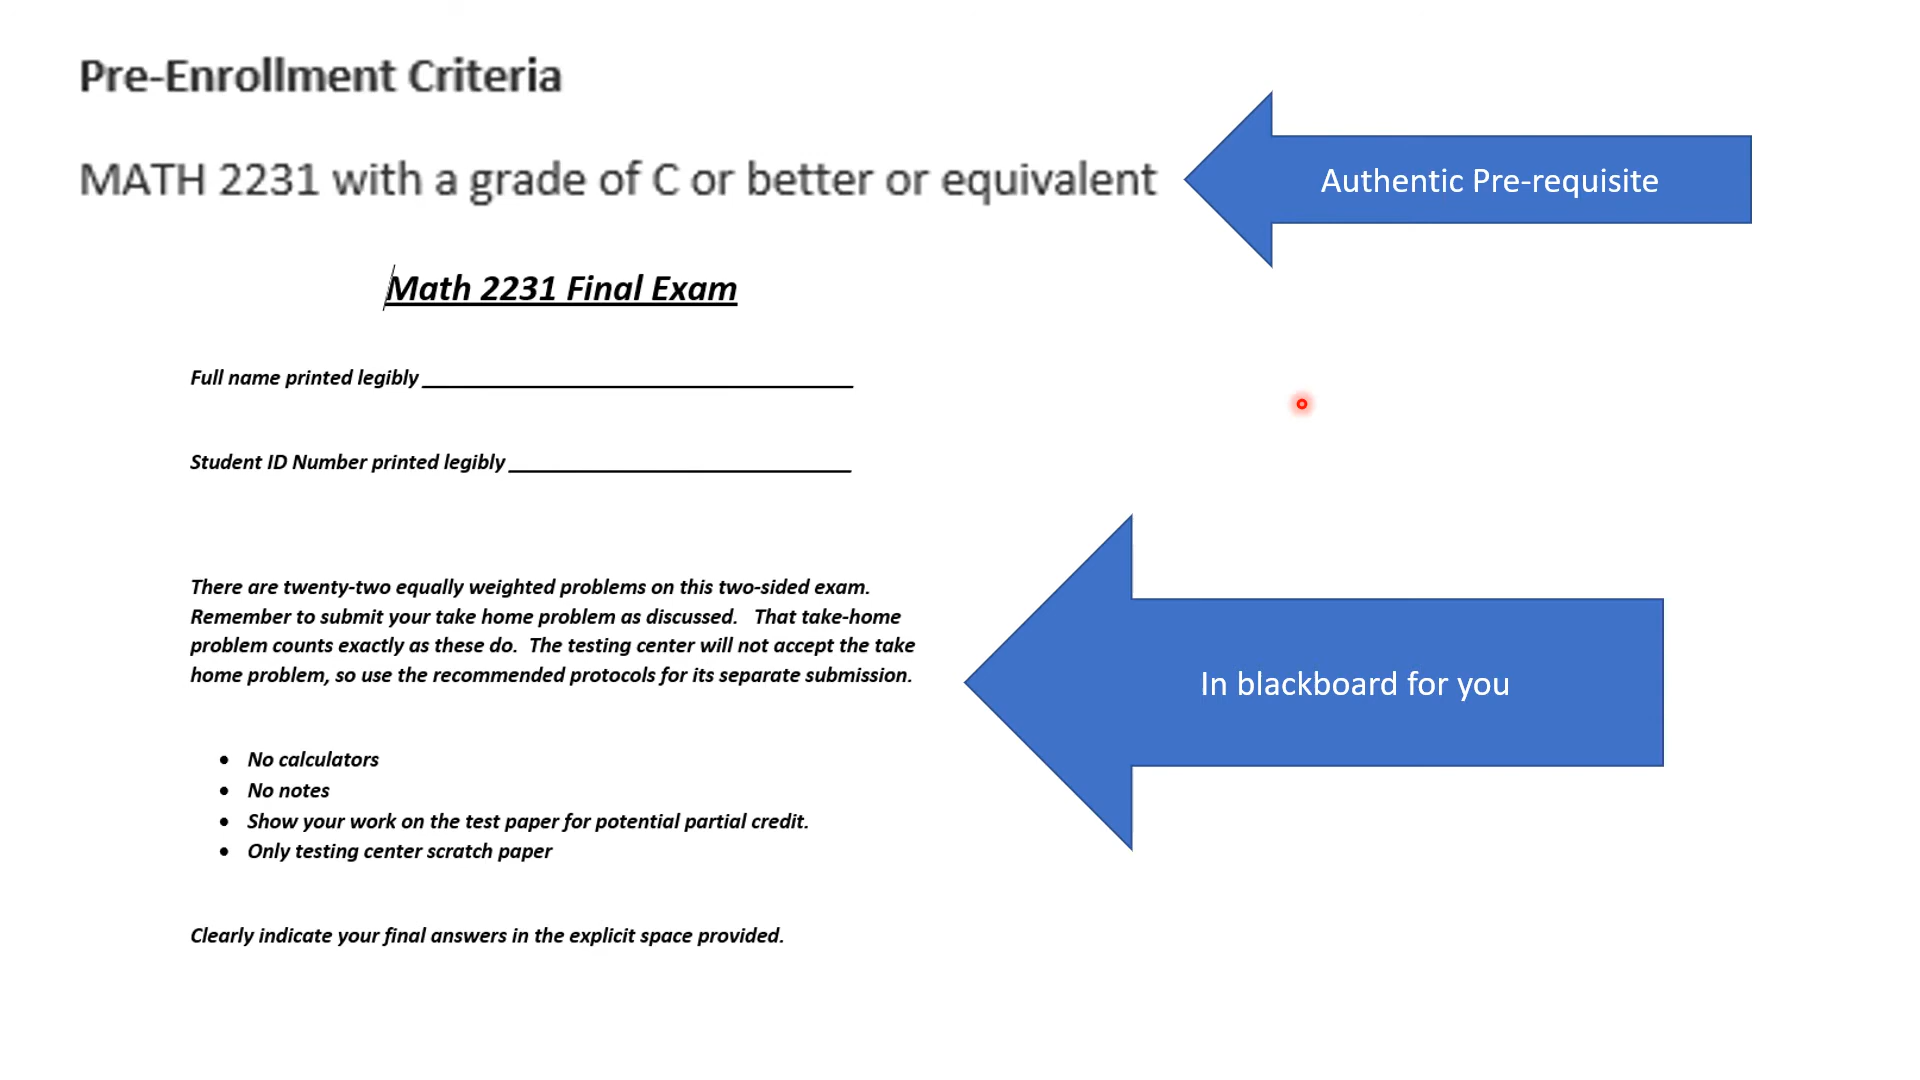 Pre-Enrollment Criteria
MATH 2231 with a grade of C or better or equivalent
Authentic Pre-requisite
Math 2231 Final Exam
Full name printed legibly
Student ID Number printed legibly
There are twenty-two equally weighted problems on this two-sided exam.
Remember to submit your take home problem as discussed. That take-home
problem counts exactly as these do. The testing center will not accept the take
home problem, so use the recommended protocols for its separate submission.
In blackboard for you
• No calculators
• No notes
• Show your work on the test paper for potential partial credit.
• Only testing center scratch paper
Clearly indicate your final answers in the explicit space provided.